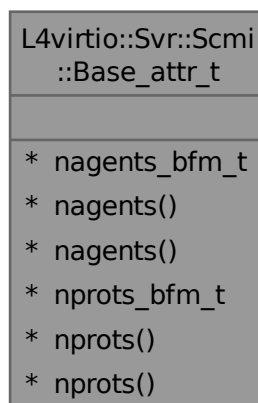 L4virtio::Svr::Scmi
::Base_attr_t
* nagents_bfm_t
* nagents()
* nagents()
* nprots_bfm_t
* nprots()
* nprots()